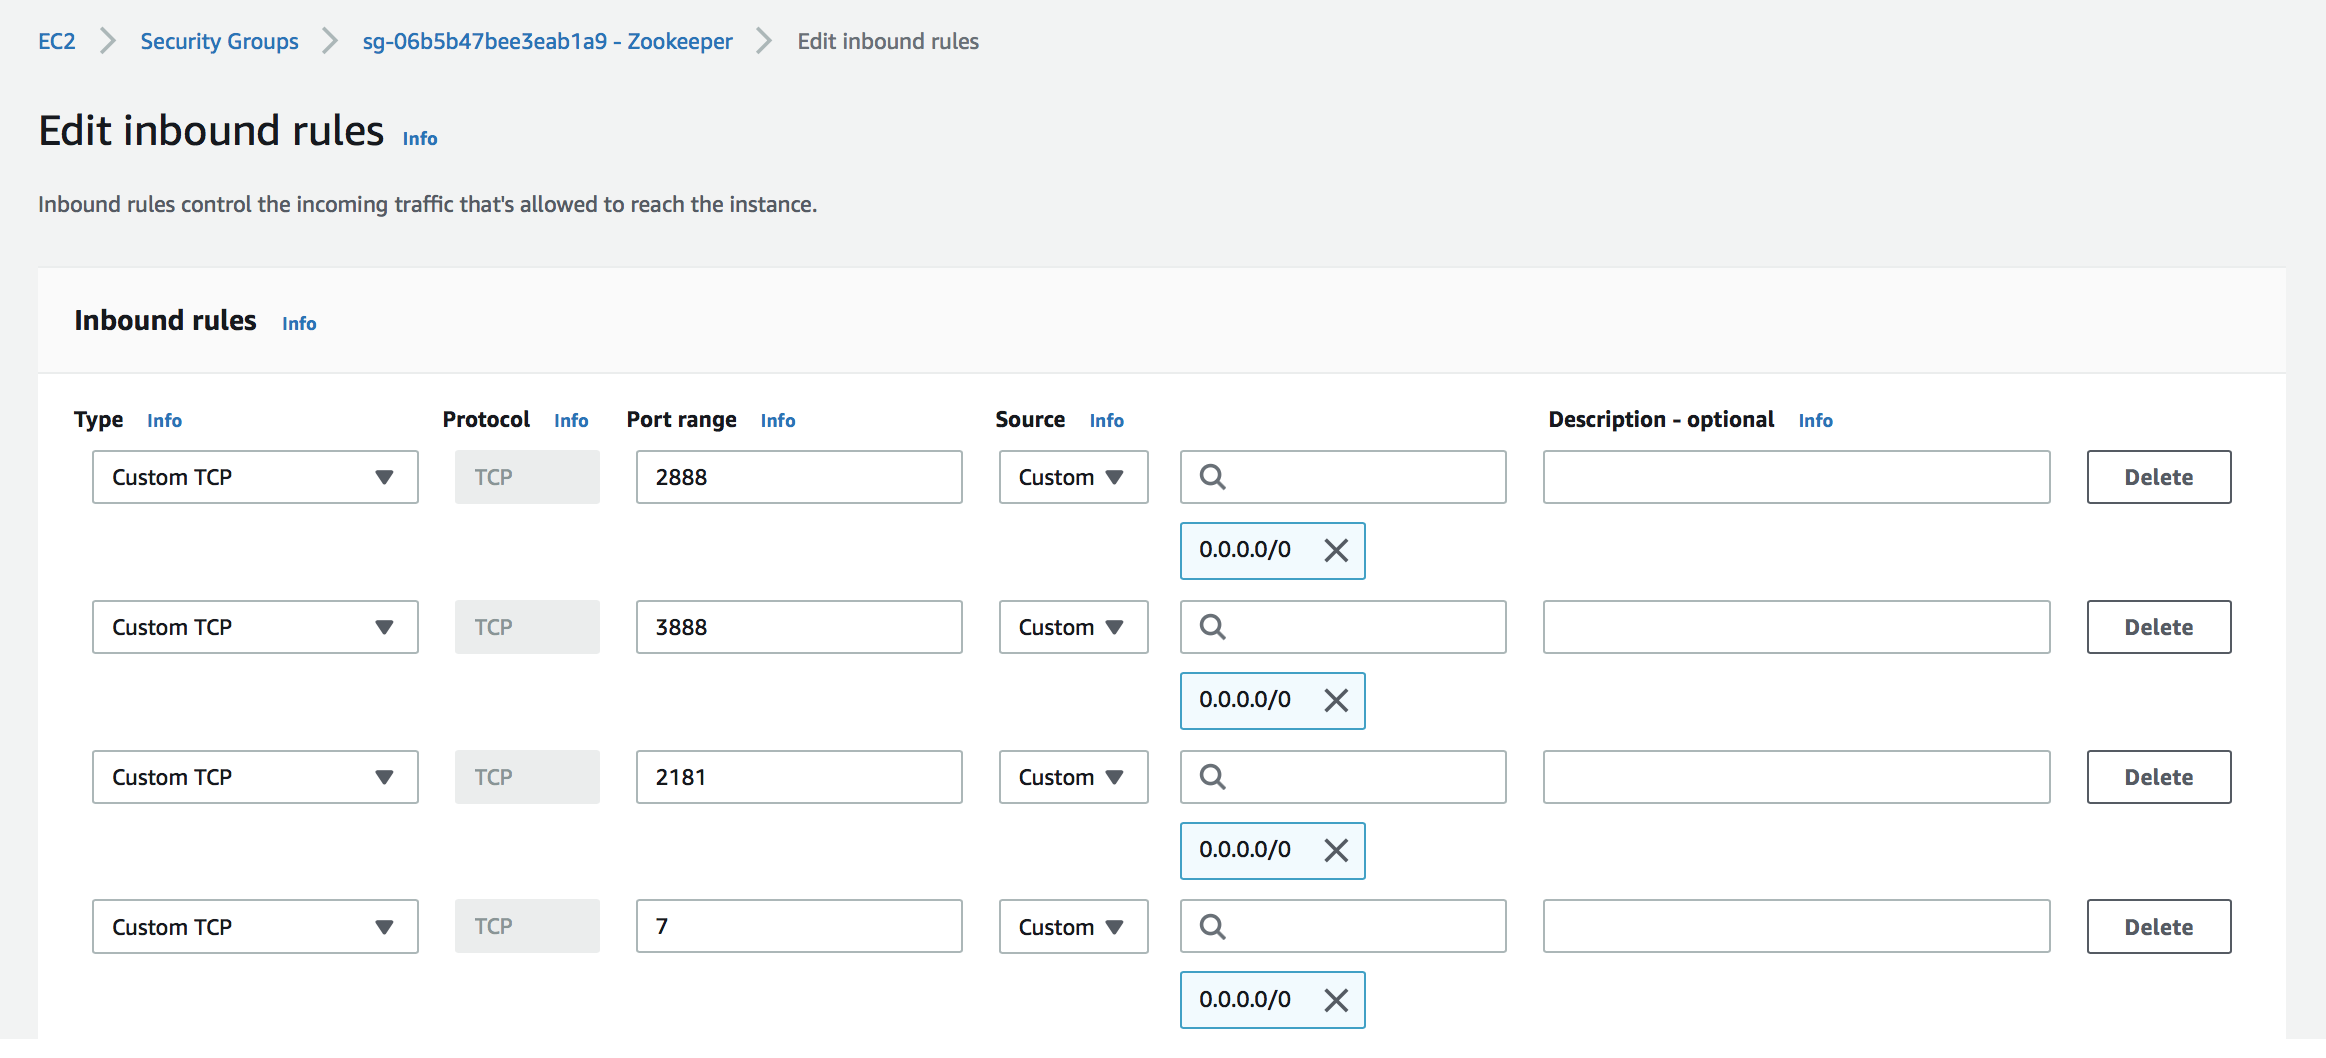 EC2 > Security Groups > sg-06b5b47bee3eab1a9 - Zookeeper > Edit inbound rules
Edit inbound rules Info
Inbound rules control the incoming traffic that's allowed to reach the instance.
Inbound rules Info
Type Info Protocol Info Port range Info Source Info Description - optional Info
Custom TCP TCP 2888 Custom Delete
0.0.0.0/0
Custom TCP TCP 3888 Custom Delete
0.0.0.0/0
Custom TCP TCP 2181 Custom Delete
0.0.0.0/0
Custom TCP TCP 7 Custom Delete
0.0.0.0/0